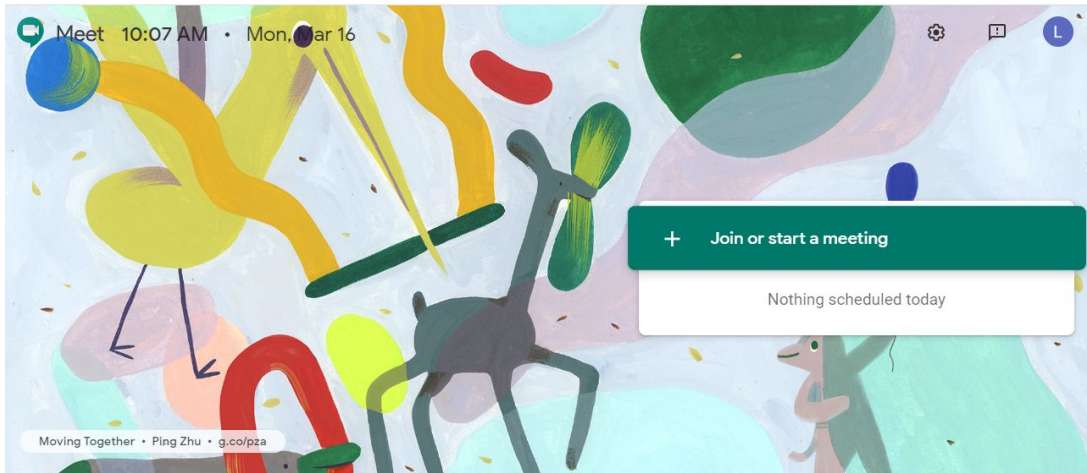 Meet 10:07 AM • Mon, Mar 16
L
+ Join or start a meeting
Nothing scheduled today
Moving Together • Ping Zhu • g.co/pza